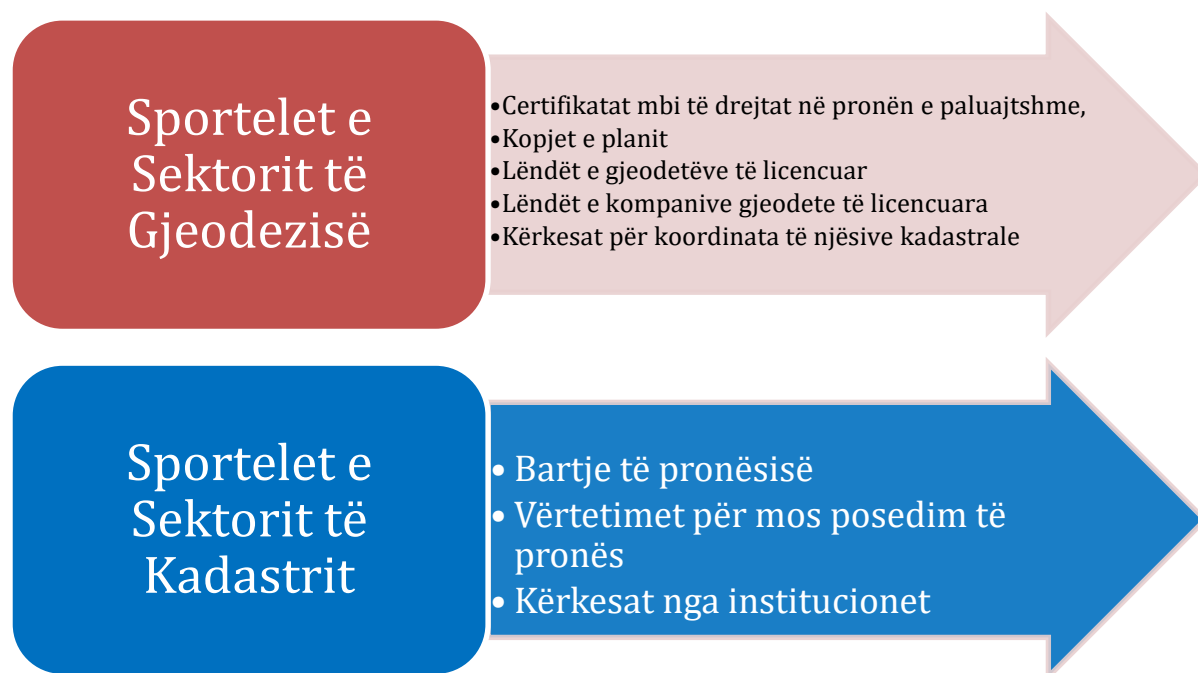 Sportelet e
Sektorit të
Gjeodezisë
•Certifikatat mbi të drejtat në pronën e paluajtshme,
•Kopjet e planit
•Lëndët e gjeodetëve të licencuar
•Lëndët e kompanive gjeodete të licencuara
•Kërkesat për koordinata të njësive kadastrale
Sportelet e
Sektorit të
Kadastrit
• Bartje të pronësisë
• Vërtetimet për mos posedim të
pronës
• Kërkesat nga institucionet